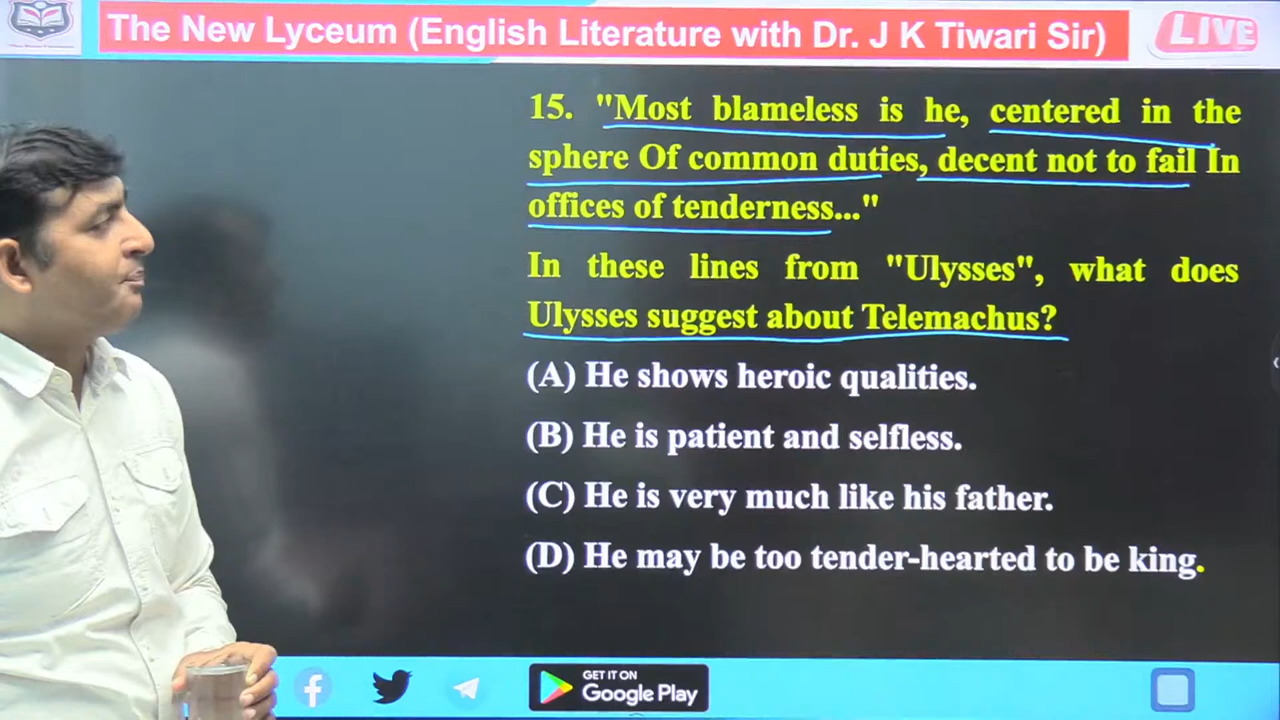 The New Lyceum (English Literature with Dr. J K Tiwari Sir)
LIVE
15. "Most blameless is he, centered in the
sphere Of common duties, decent not to fail In
offices of tenderness..."
In these lines from "Ulysses", what does
Ulysses suggest about Telemachus?
(A) He shows heroic qualities.
(B) He is patient and selfless.
(C) He is very much like his father.
(D) He may be too tender-hearted to be king.
GET IT ON
Google Play